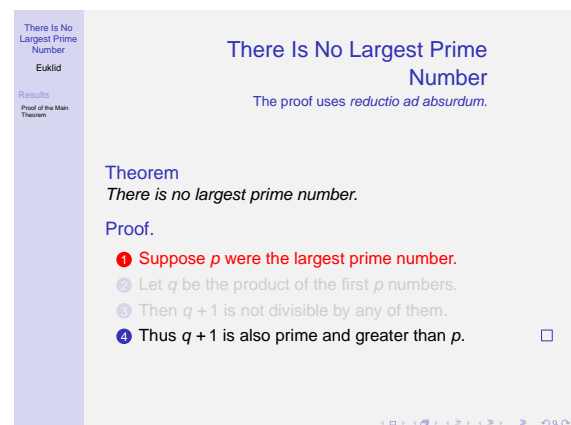 There Is No
Largest Prime
Number
Euklid
Results
Proof of the Main
Theorem
There Is No Largest Prime
Number
The proof uses reductio ad absurdum.
Theorem
There is no largest prime number.
Proof.
1 Suppose p were the largest prime number.
2 Let q be the product of the first p numbers.
3 Then q + 1 is not divisible by any of them.
4 Thus q + 1 is also prime and greater than p.